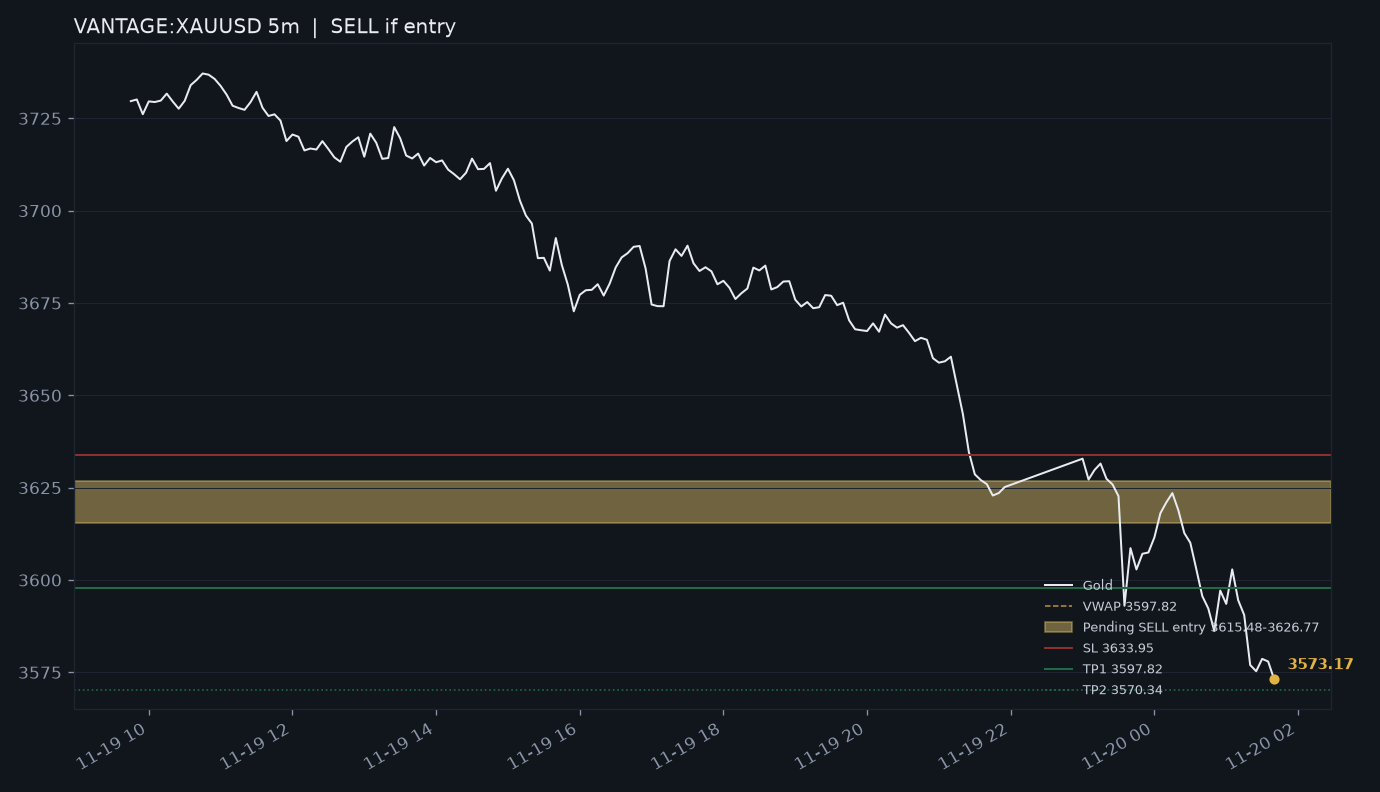 VANTAGE:XAUUSD 5m | SELL if entry
3725
3700
3675
3650
3625
3600
3575
Gold
VWAP 3597.82
Pending SELL entry 3615.48-3626.77
SL 3633.95
TP1 3597.82
TP2 3570.34
3573.17
11-19 10
11-19 12
11-19 14
11-19 16
11-19 18
11-19 20
11-19 22
11-20 00
11-20 02